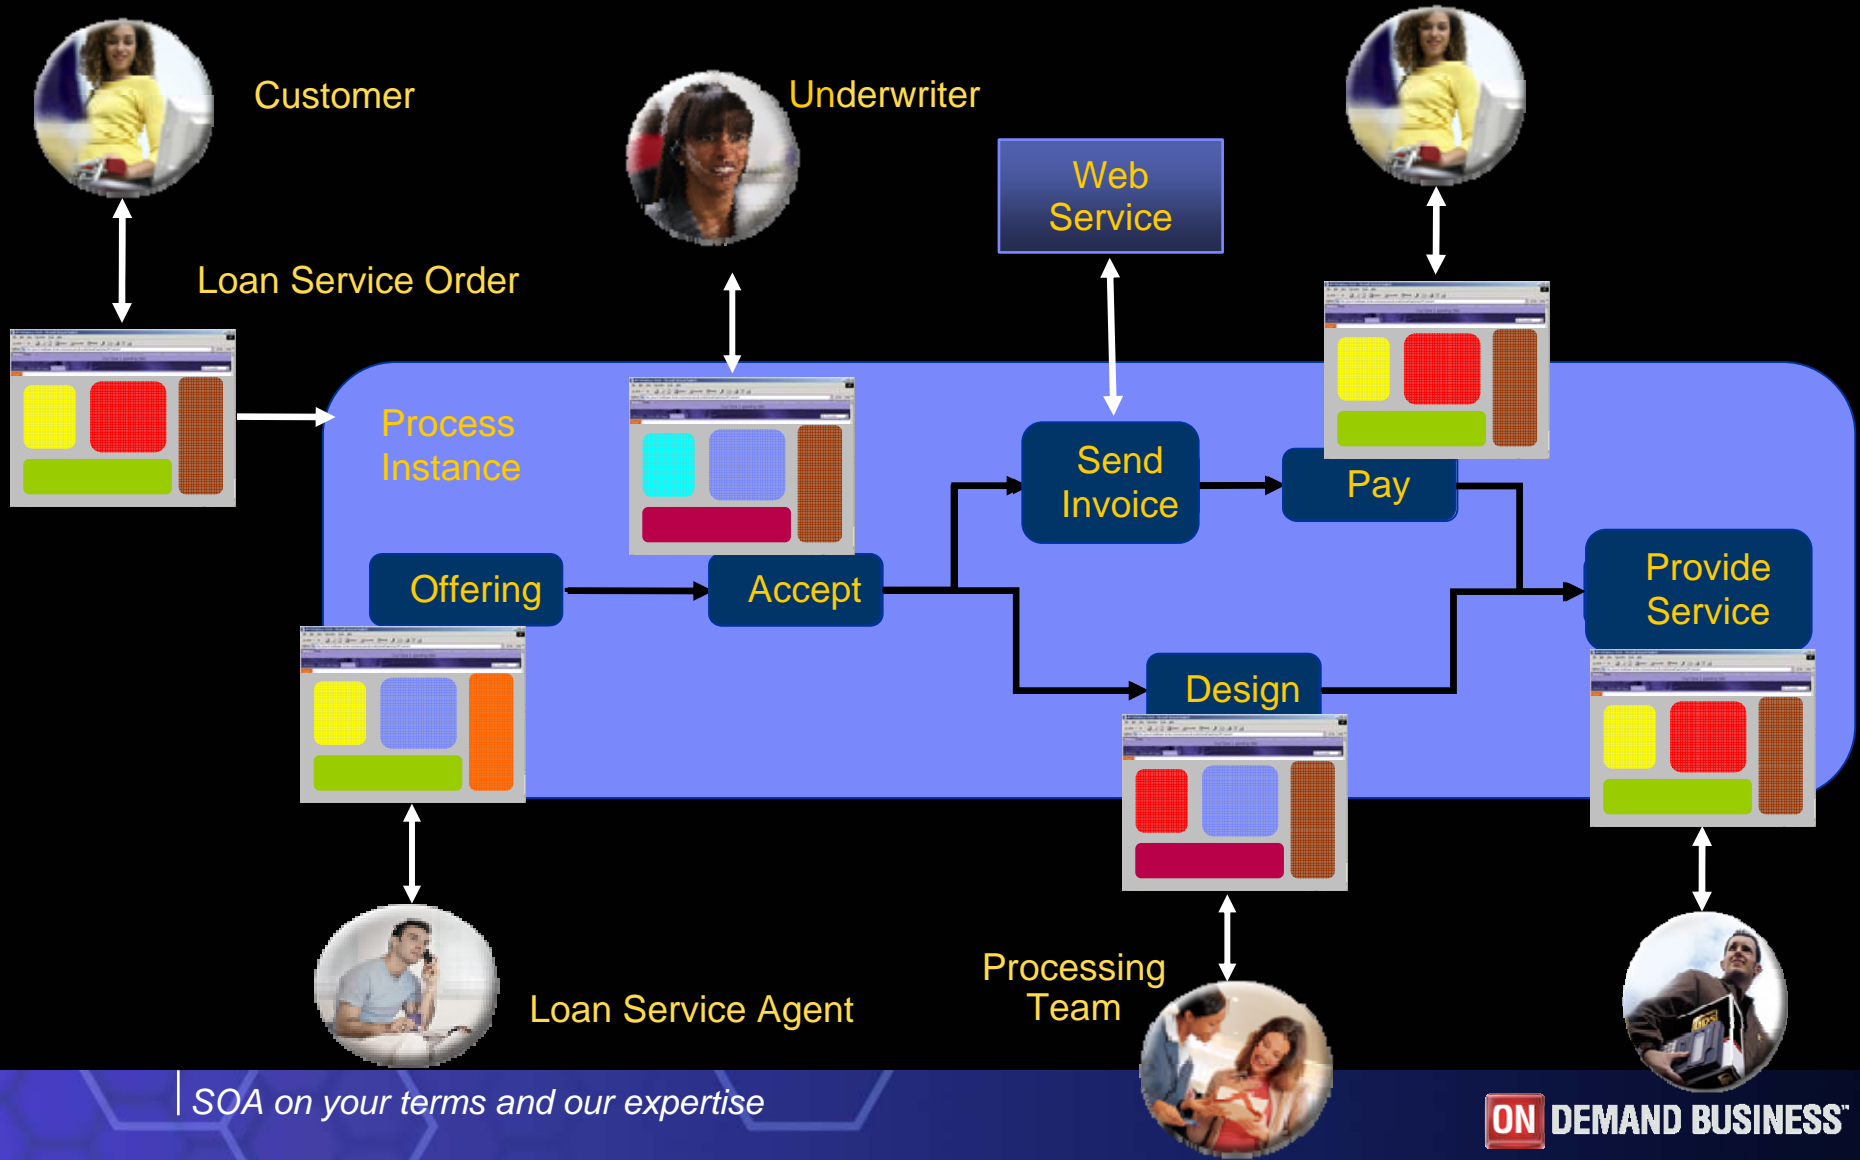 Customer
Underwriter
Web
Service
Loan Service Order
Process
Instance
Send
Invoice
Pay
Offering
Accept
Provide
Service
Design
Processing
Team
Loan Service Agent
SOA on your terms and our expertise
ON DEMAND BUSINESS™